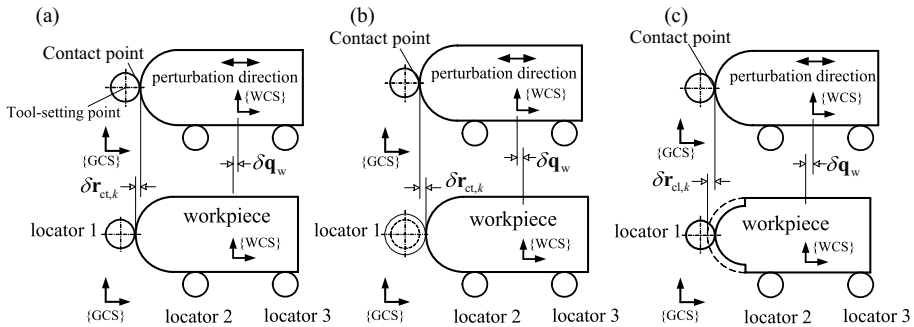 (a)
Contact point
perturbation direction
Tool-setting point
{WCS}
{GCS}
δq_w
δr_ct,k
workpiece
locator 1
{WCS}
{GCS}
locator 2
locator 3
(b)
Contact point
perturbation direction
{WCS}
{GCS}
δq_w
δr_ct,k
workpiece
locator 1
{WCS}
{GCS}
locator 2
locator 3
(c)
Contact point
perturbation direction
{WCS}
{GCS}
δq_w
δr_cl,k
workpiece
locator 1
{WCS}
{GCS}
locator 2
locator 3